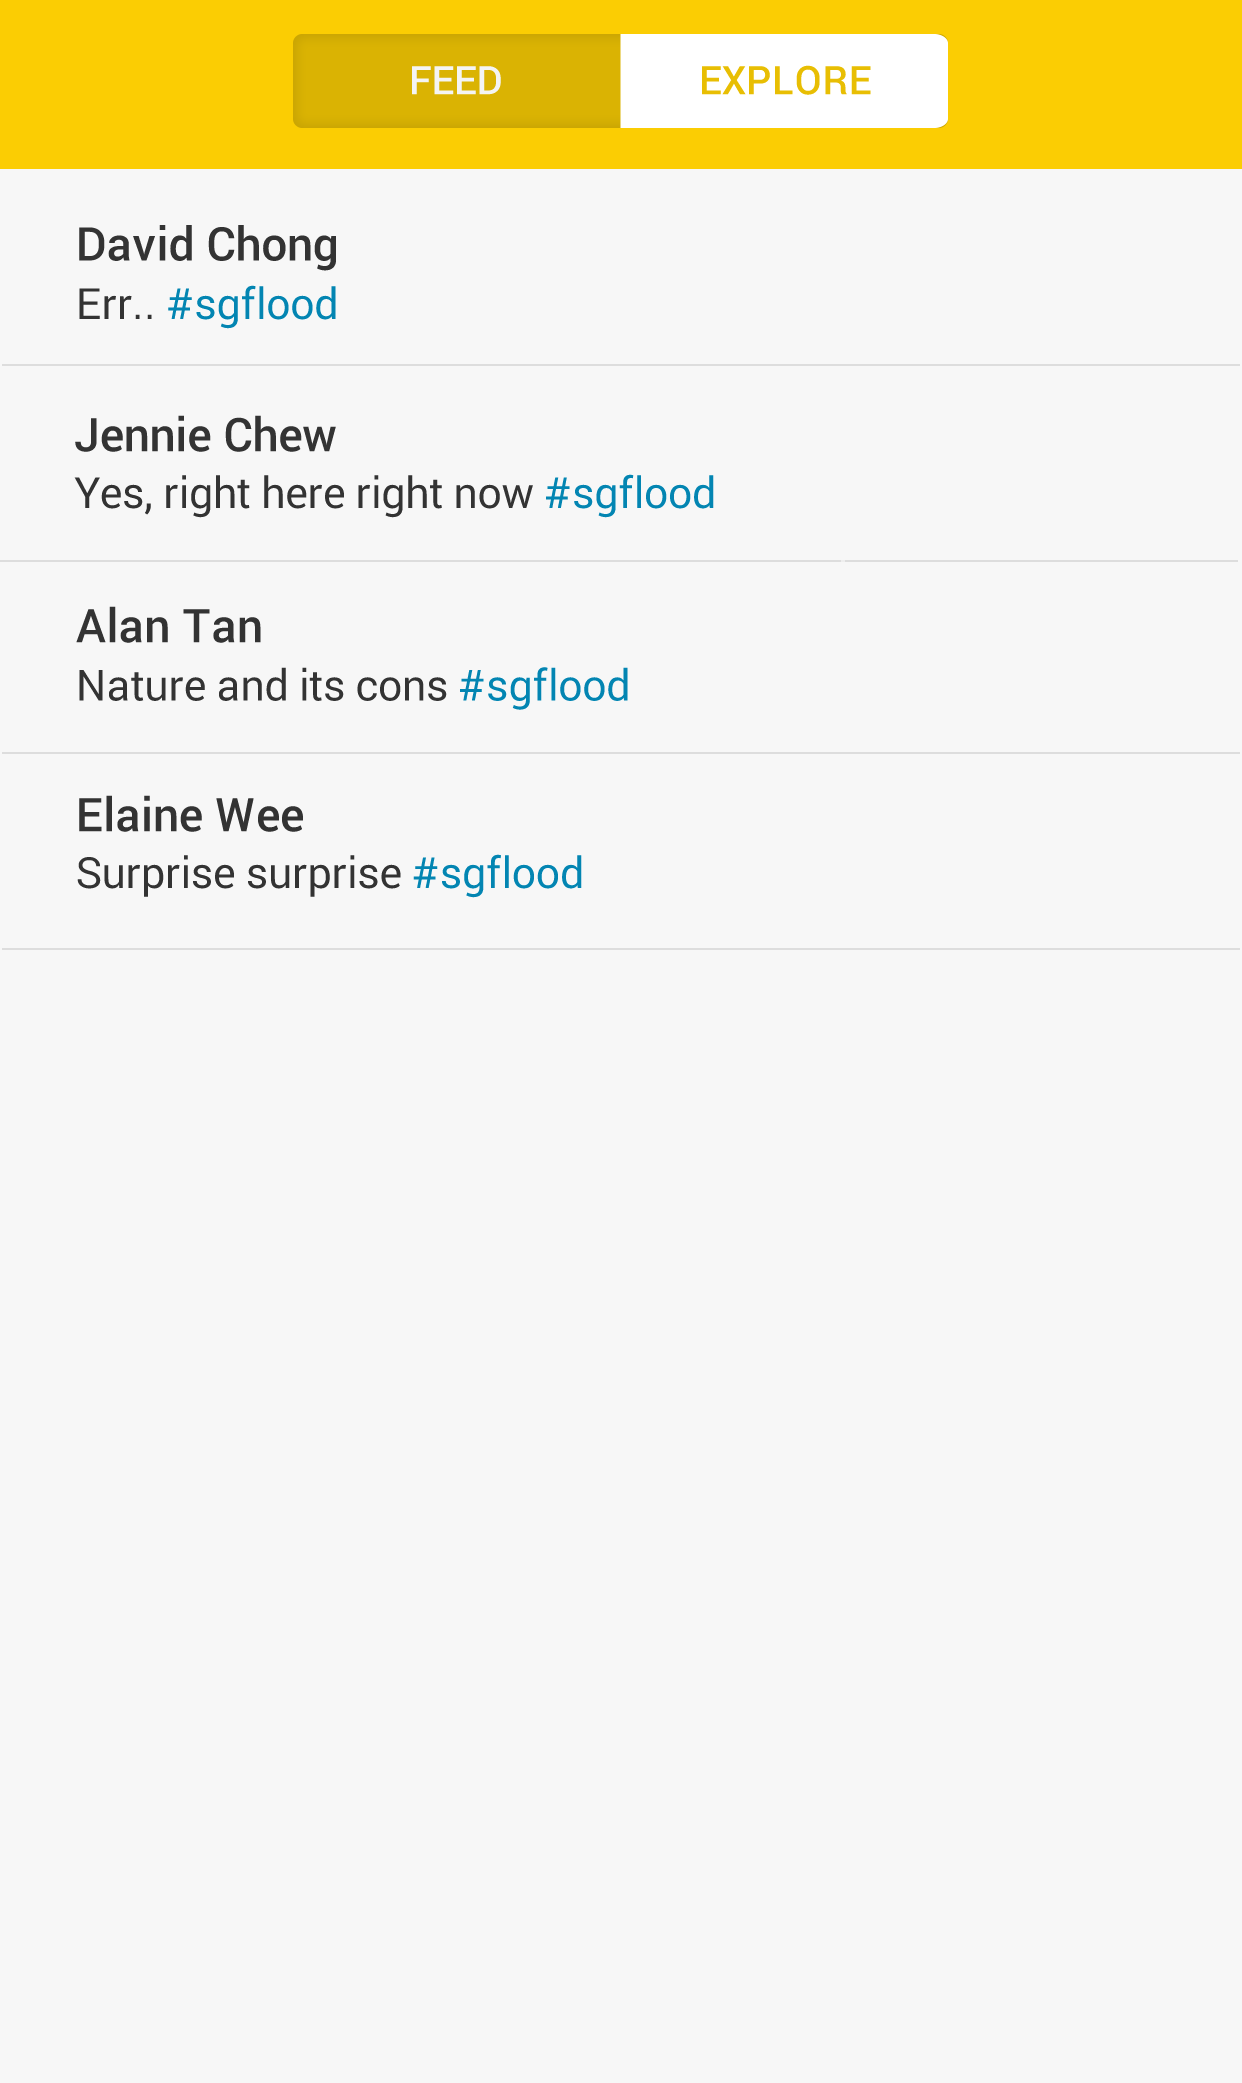 FEED EXPLORE
David Chong
Err.. #sgflood
Jennie Chew
Yes, right here right now #sgflood
Alan Tan
Nature and its cons #sgflood
Elaine Wee
Surprise surprise #sgflood